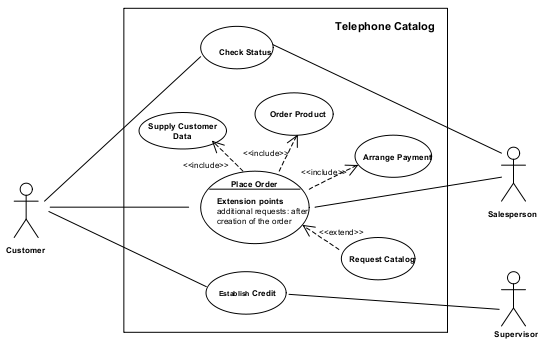 Telephone Catalog
Check Status
Order Product
Supply Customer
Data
<<include>>
<<include>>
Arrange Payment
<<include>>
Place Order
Extension points
additional requests: after
creation of the order
Salesperson
Customer
<<extend>>
Request Catalog
Establish Credit
Supervisor